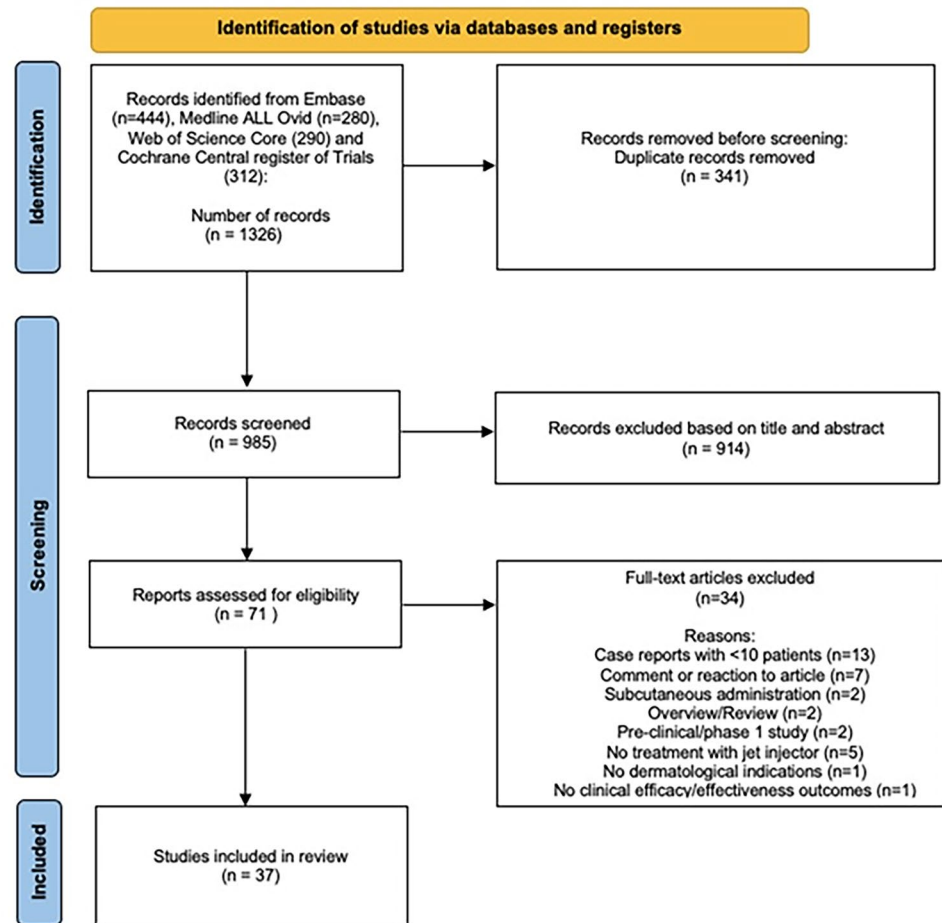 Identification of studies via databases and registers
Identification
Records identified from Embase
(n=444), Medline ALL Ovid (n=280),
Web of Science Core (290) and
Cochrane Central register of Trials
(312):
Number of records
(n = 1326)
Records removed before screening:
Duplicate records removed
(n = 341)
Screening
Records screened
(n = 985)
Records excluded based on title and abstract
(n = 914)
Reports assessed for eligibility
(n = 71 )
Full-text articles excluded
(n=34)
Reasons:
Case reports with <10 patients (n=13)
Comment or reaction to article (n=7)
Subcutaneous administration (n=2)
Overview/Review (n=2)
Pre-clinical/phase 1 study (n=2)
No treatment with jet injector (n=5)
No dermatological indications (n=1)
No clinical efficacy/effectiveness outcomes (n=1)
Included
Studies included in review
(n = 37)